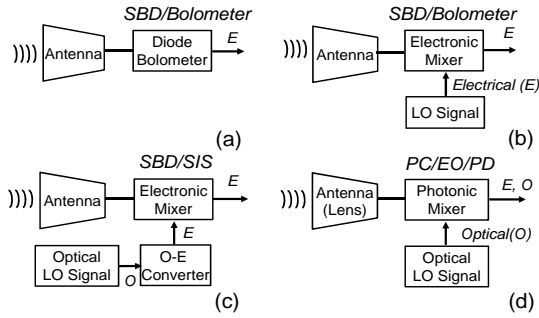 SBD/Bolometer
Antenna
Diode
Bolometer
E
(a)
SBD/Bolometer
Antenna
Electronic
Mixer
E
Electrical (E)
LO Signal
(b)
SBD/SIS
Antenna
Electronic
Mixer
E
E
Optical
LO Signal
O
O-E
Converter
(c)
PC/EO/PD
Antenna
(Lens)
Photonic
Mixer
E, O
Optical(O)
Optical
LO Signal
(d)